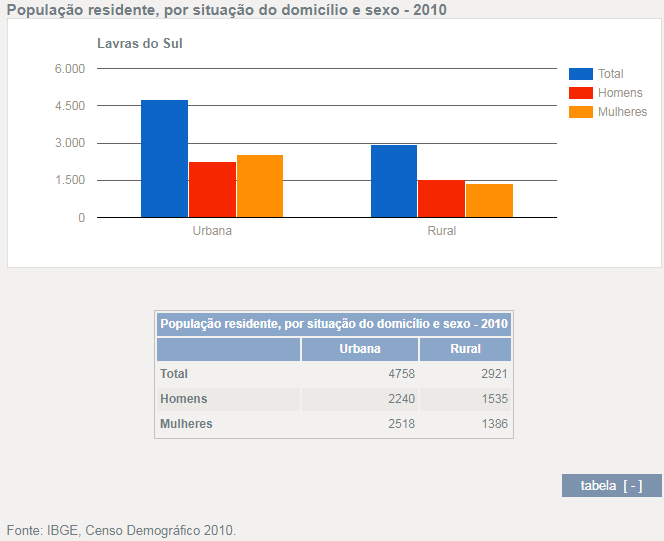 População residente, por situação do domicílio e sexo - 2010
Lavras do Sul
6.000
4.500
3.000
1.500
0
Urbana Rural
Total
Homens
Mulheres
População residente, por situação do domicílio e sexo - 2010
Urbana Rural
Total 4758 2921
Homens 2240 1535
Mulheres 2518 1386
tabela [ - ]
Fonte: IBGE, Censo Demográfico 2010.